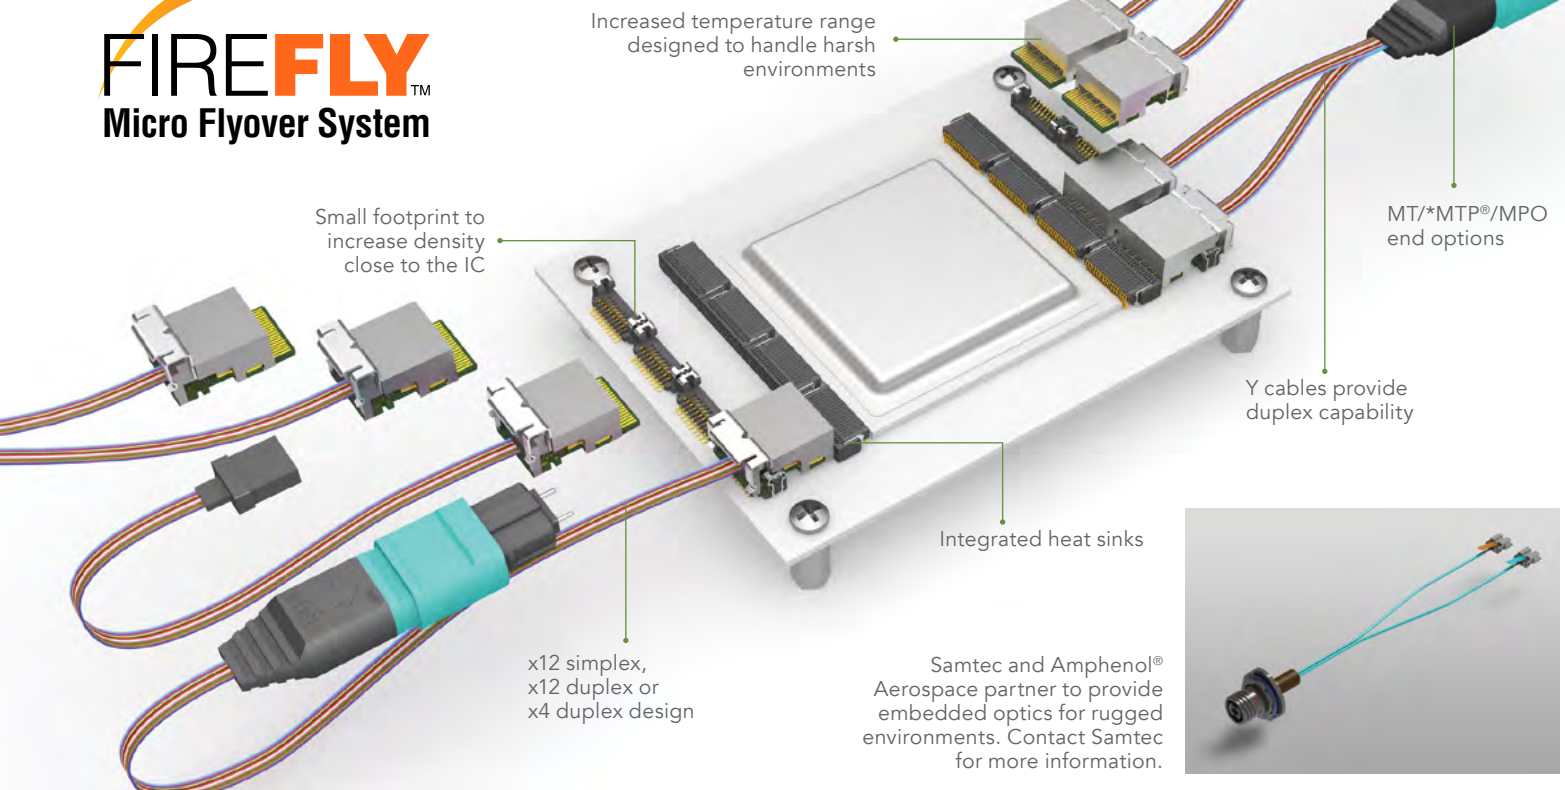 FIREFLY™
Micro Flyover System
Increased temperature range
designed to handle harsh
environments
Small footprint to
increase density
close to the IC
MT/*MTP®/MPO
end options
Y cables provide
duplex capability
Integrated heat sinks
x12 simplex,
x12 duplex or
x4 duplex design
Samtec and Amphenol®
Aerospace partner to provide
embedded optics for rugged
environments. Contact Samtec
for more information.